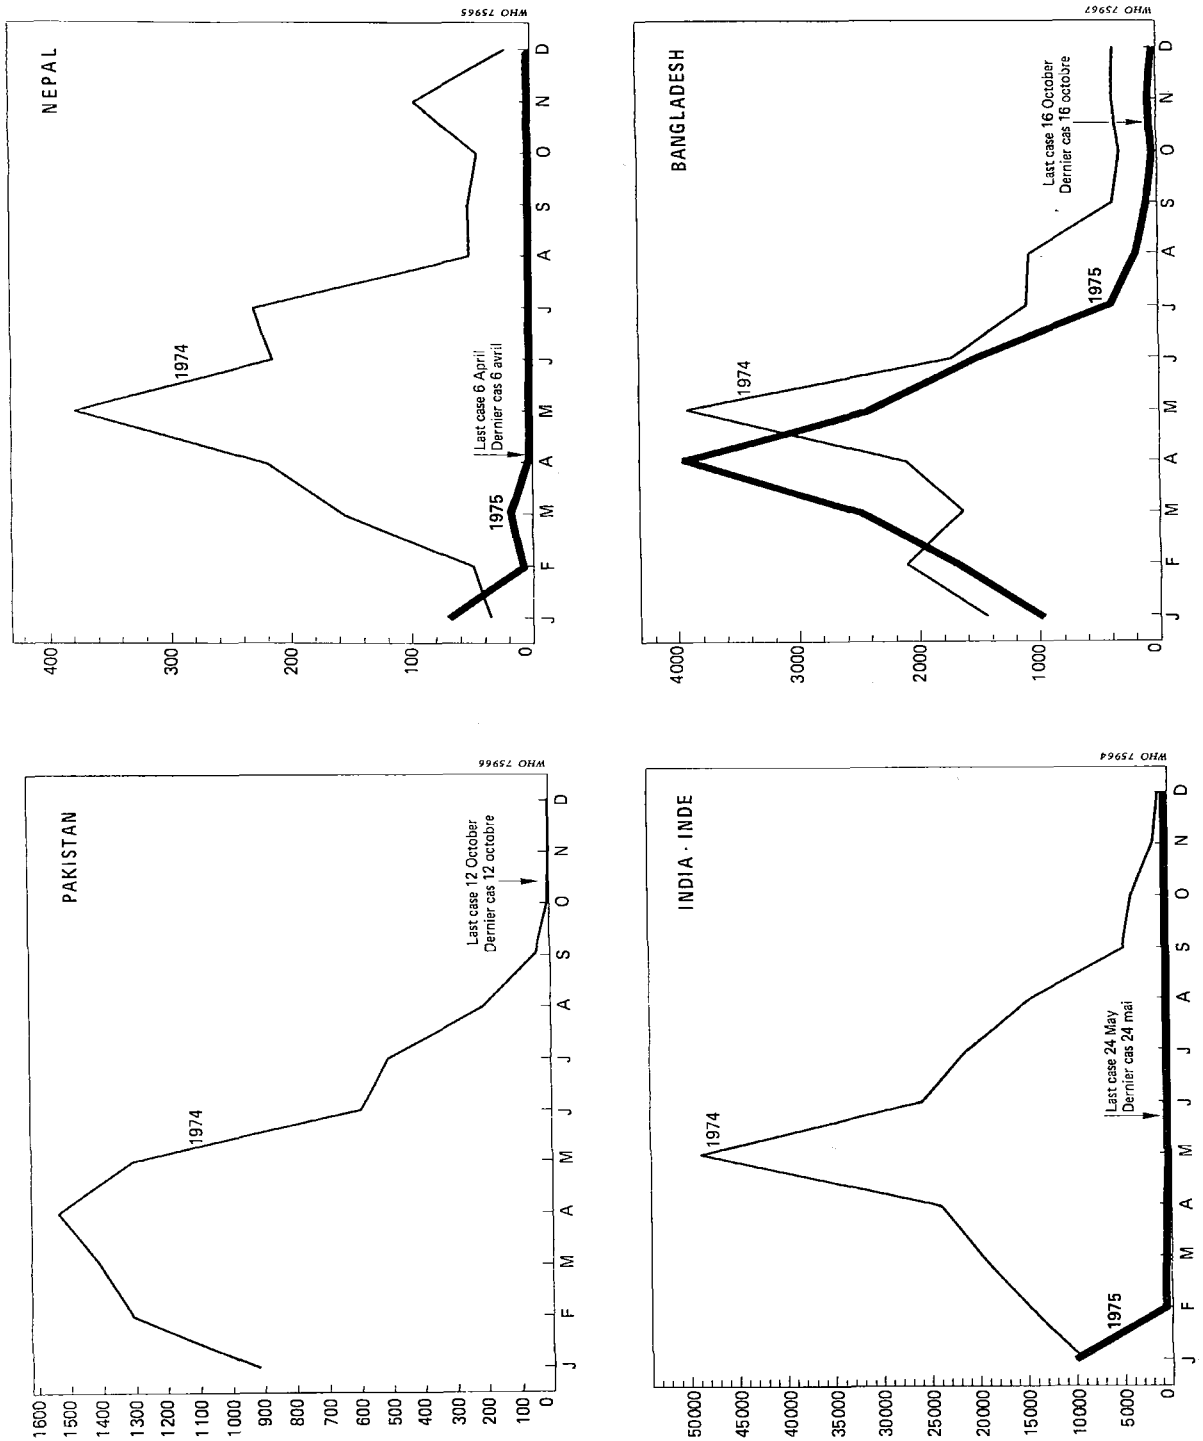 PAKISTAN
1600
1500
1400
1300
1200
1100
1000
900
800
700
600
500
400
300
200
100
0
1974
Last case 12 October
Dernier cas 12 octobre
J F M A M J J A S O N D
WHO 75966
NEPAL
400
300
200
100
0
1974
1975
Last case 6 April
Dernier cas 6 avril
J F M A M J J A S O N D
WHO 75965
INDIA · INDE
50000
45000
40000
35000
30000
25000
20000
15000
10000
5000
0
1974
1975
Last case 24 May
Dernier cas 24 mai
J F M A M J J A S O N D
WHO 75964
BANGLADESH
4000
3000
2000
1000
0
1974
1975
Last case 16 October
Dernier cas 16 octobre
J F M A M J J A S O N D
WHO 75967